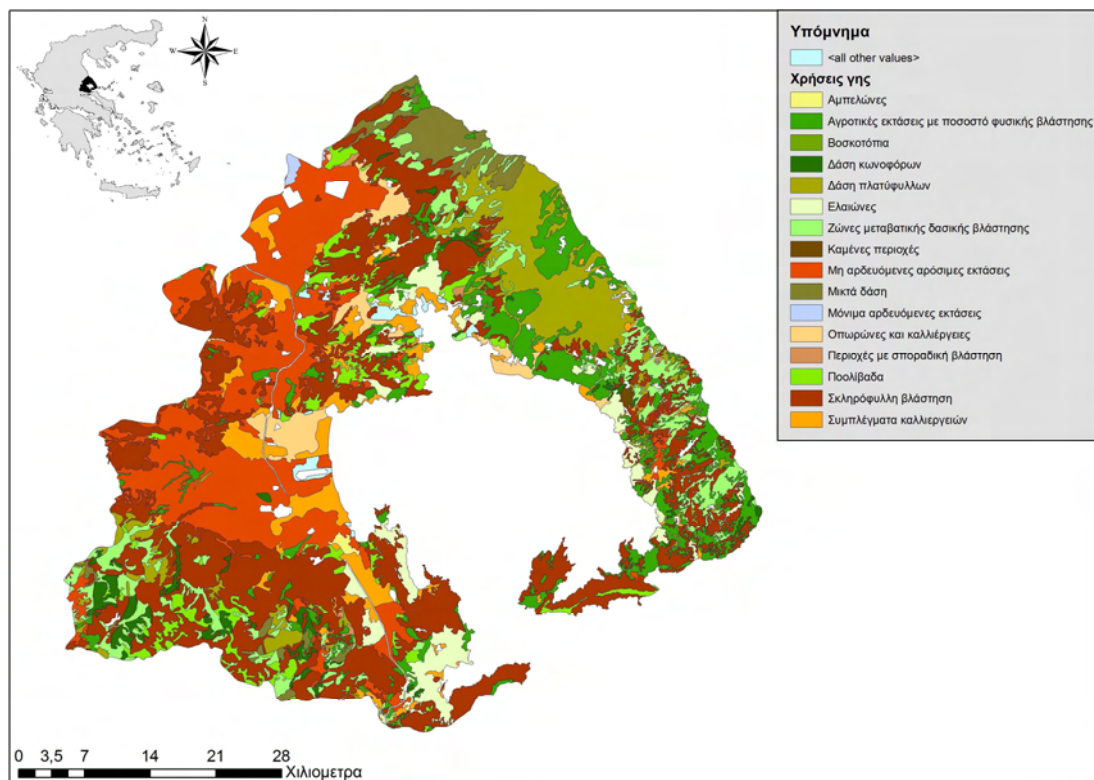 N
W E
S
Υπόμνημα
<all other values>
Χρήσεις γης
Αμπελώνες
Αγροτικές εκτάσεις με ποσοστό φυσικής βλάστησης
Βοσκοτόπια
Δάση κωνοφόρων
Δάση πλατύφυλλων
Ελαιώνες
Ζώνες μεταβατικής δασικής βλάστησης
Καμένες περιοχές
Μη αρδευόμενες αρόσιμες εκτάσεις
Μικτά δάση
Μόνιμα αρδευόμενες εκτάσεις
Οπωρώνες και καλλιέργειες
Περιοχές με σποραδική βλάστηση
Ποολίβαδα
Σκληρόφυλλη βλάστηση
Συμπλέγματα καλλιεργειών
0 3,5 7 14 21 28
Χιλιομετρα